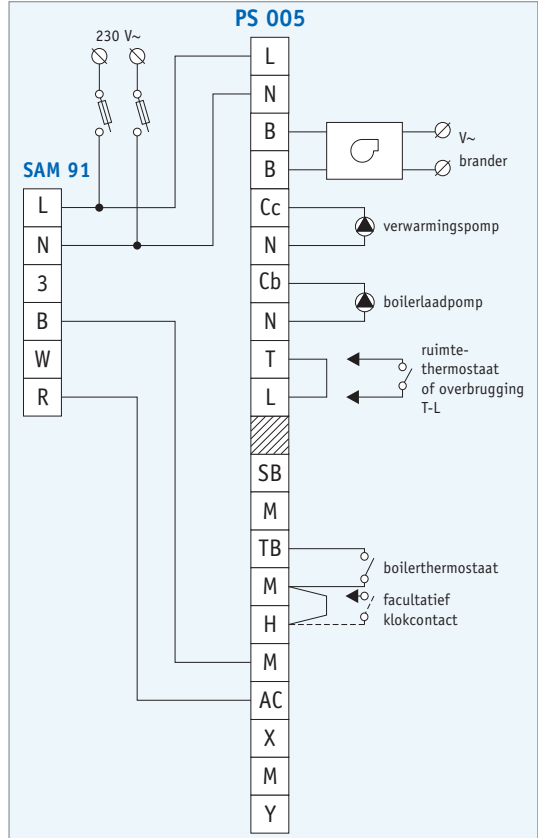 PS 005
230 V~
SAM 91
L
N
3
B
W
R
L
N
B
B
Cc
N
Cb
N
T
L
SB
M
TB
M
H
M
AC
X
M
Y
V~
brander
verwarmingspomp
boilerlaadpomp
ruimte-
thermostaat
of overbrugging
T-L
boilerthermostaat
facultatief
klokcontact